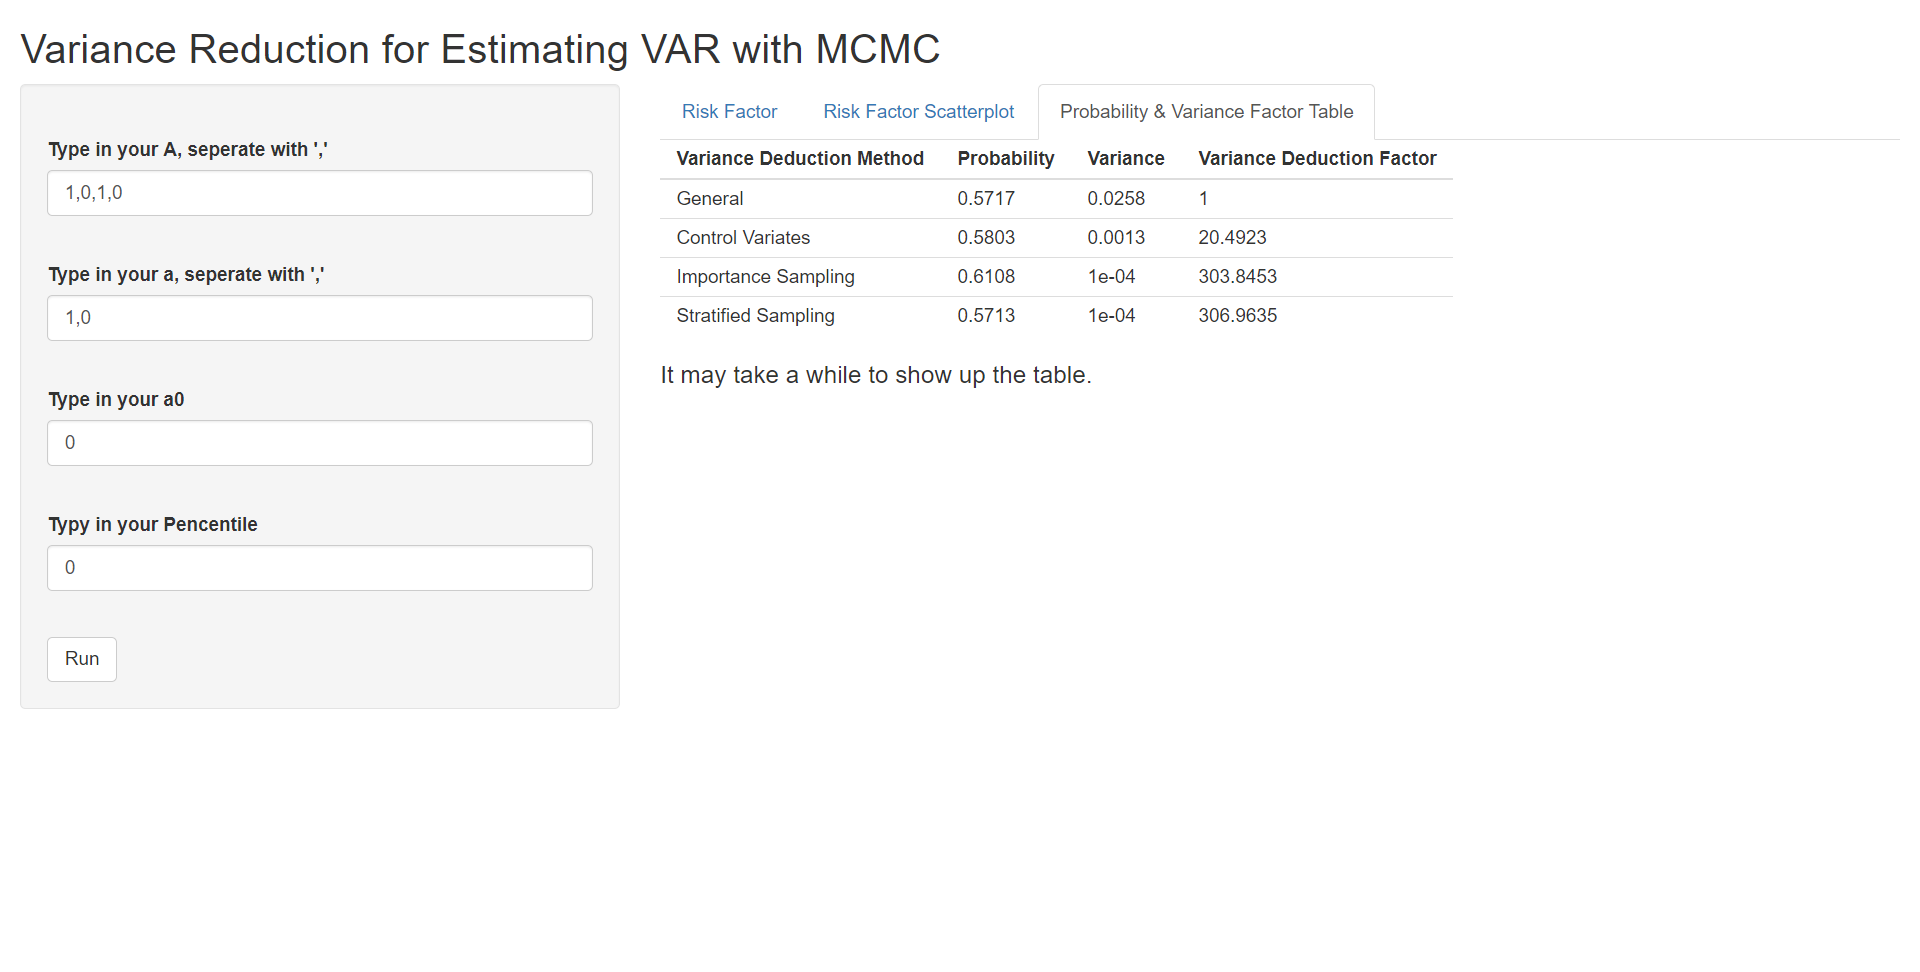 Variance Reduction for Estimating VAR with MCMC
Type in your A, seperate with ','
1,0,1,0
Type in your a, seperate with ','
1,0
Type in your a0
0
Typy in your Pencentile
0
Run
Risk Factor Risk Factor Scatterplot Probability & Variance Factor Table
Variance Deduction Method Probability Variance Variance Deduction Factor
General 0.5717 0.0258 1
Control Variates 0.5803 0.0013 20.4923
Importance Sampling 0.6108 1e-04 303.8453
Stratified Sampling 0.5713 1e-04 306.9635
It may take a while to show up the table.